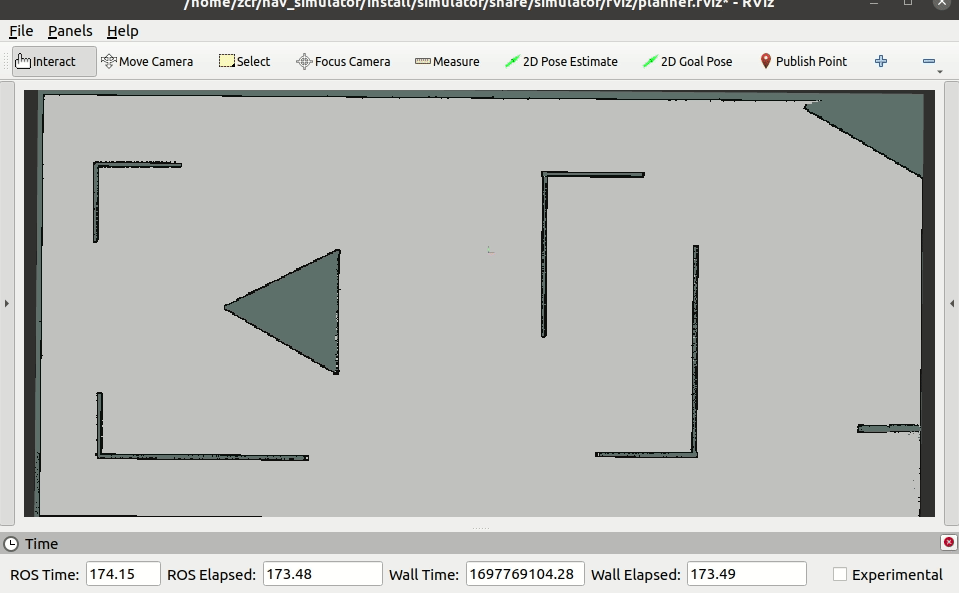 /home/zcr/nav_simulator/install/simulator/share/simulator/rviz/planner.rviz* - RViz
File Panels Help
Interact Move Camera Select Focus Camera Measure 2D Pose Estimate 2D Goal Pose Publish Point
Time
ROS Time: 174.15 ROS Elapsed: 173.48 Wall Time: 1697769104.28 Wall Elapsed: 173.49 Experimental